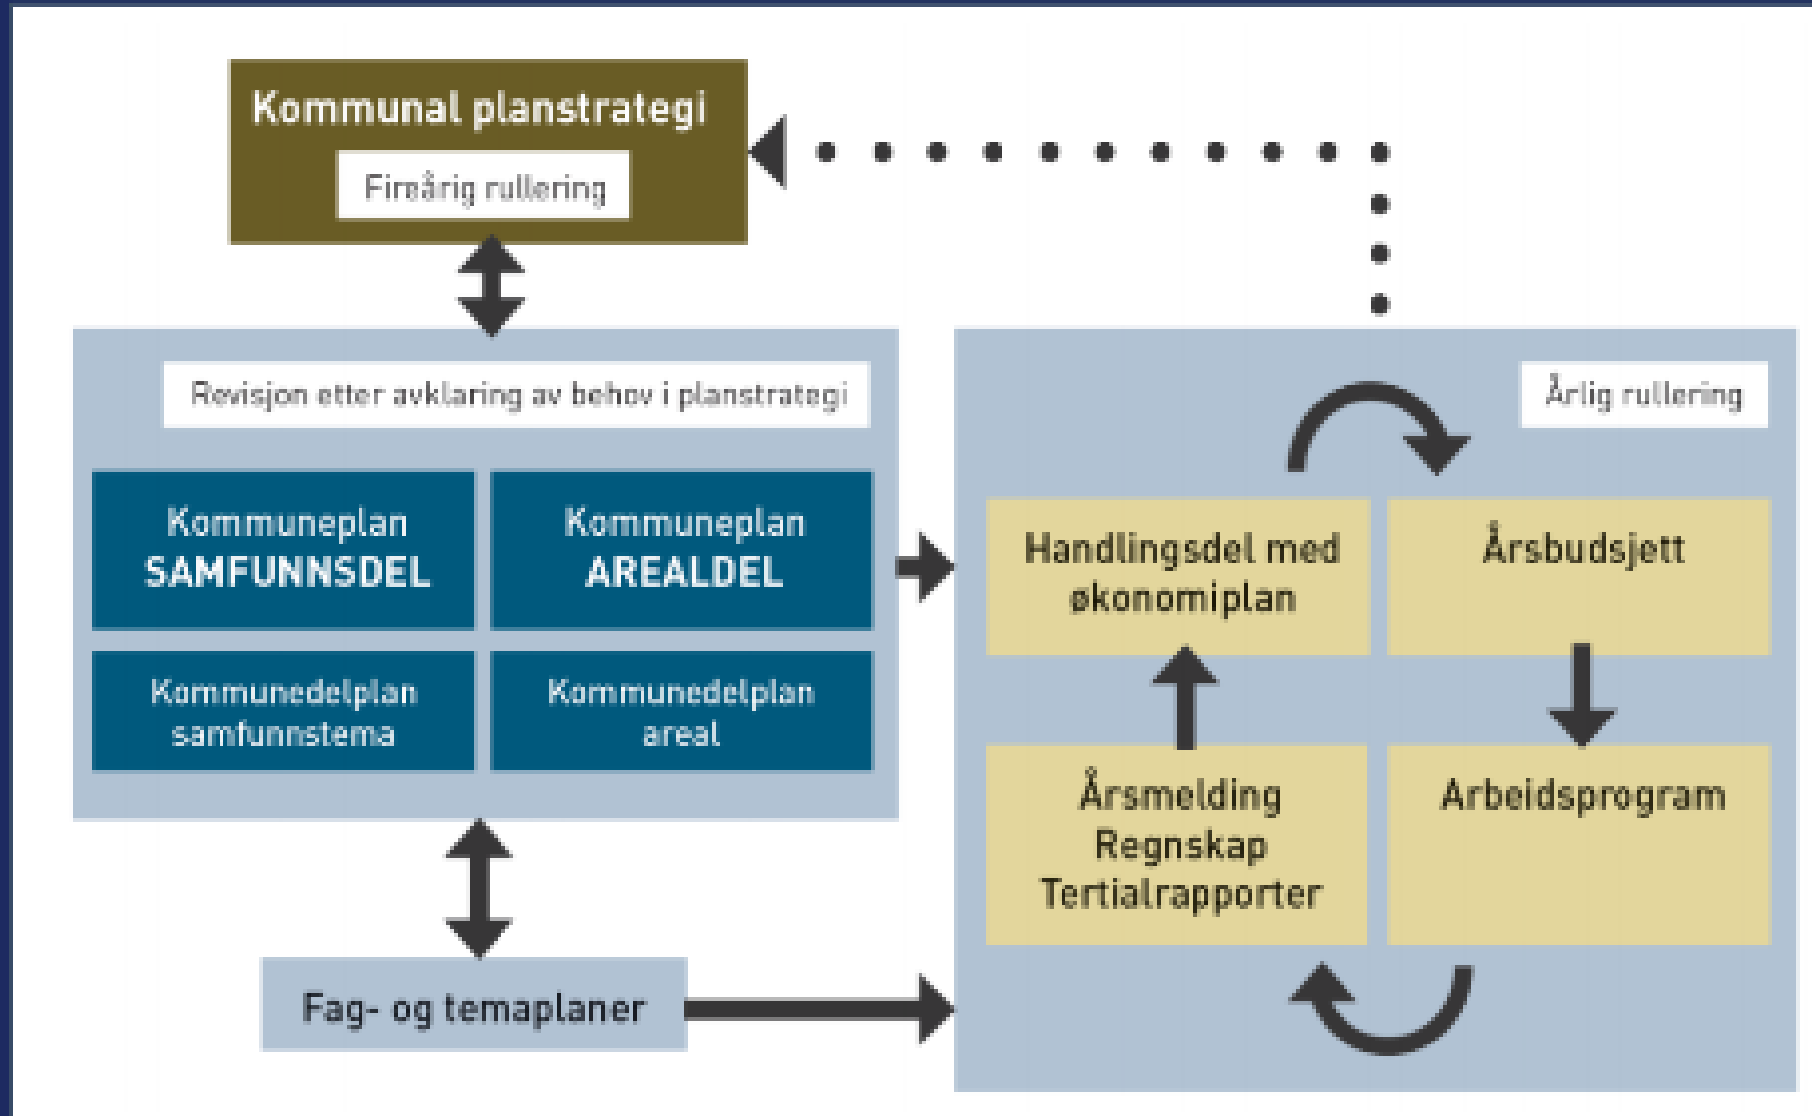 Kommunal planstrategi
Fireårig rullering
Revisjon etter avklaring av behov i planstrategi
Kommuneplan
SAMFUNNSDEL
Kommuneplan
AREALDEL
Kommunedelplan
samfunnstema
Kommunedelplan
areal
Fag- og temaplaner
Årlig rullering
Handlingsdel med
økonomiplan
Årsbudsjett
Årsmelding
Regnskap
Tertialrapporter
Arbeidsprogram